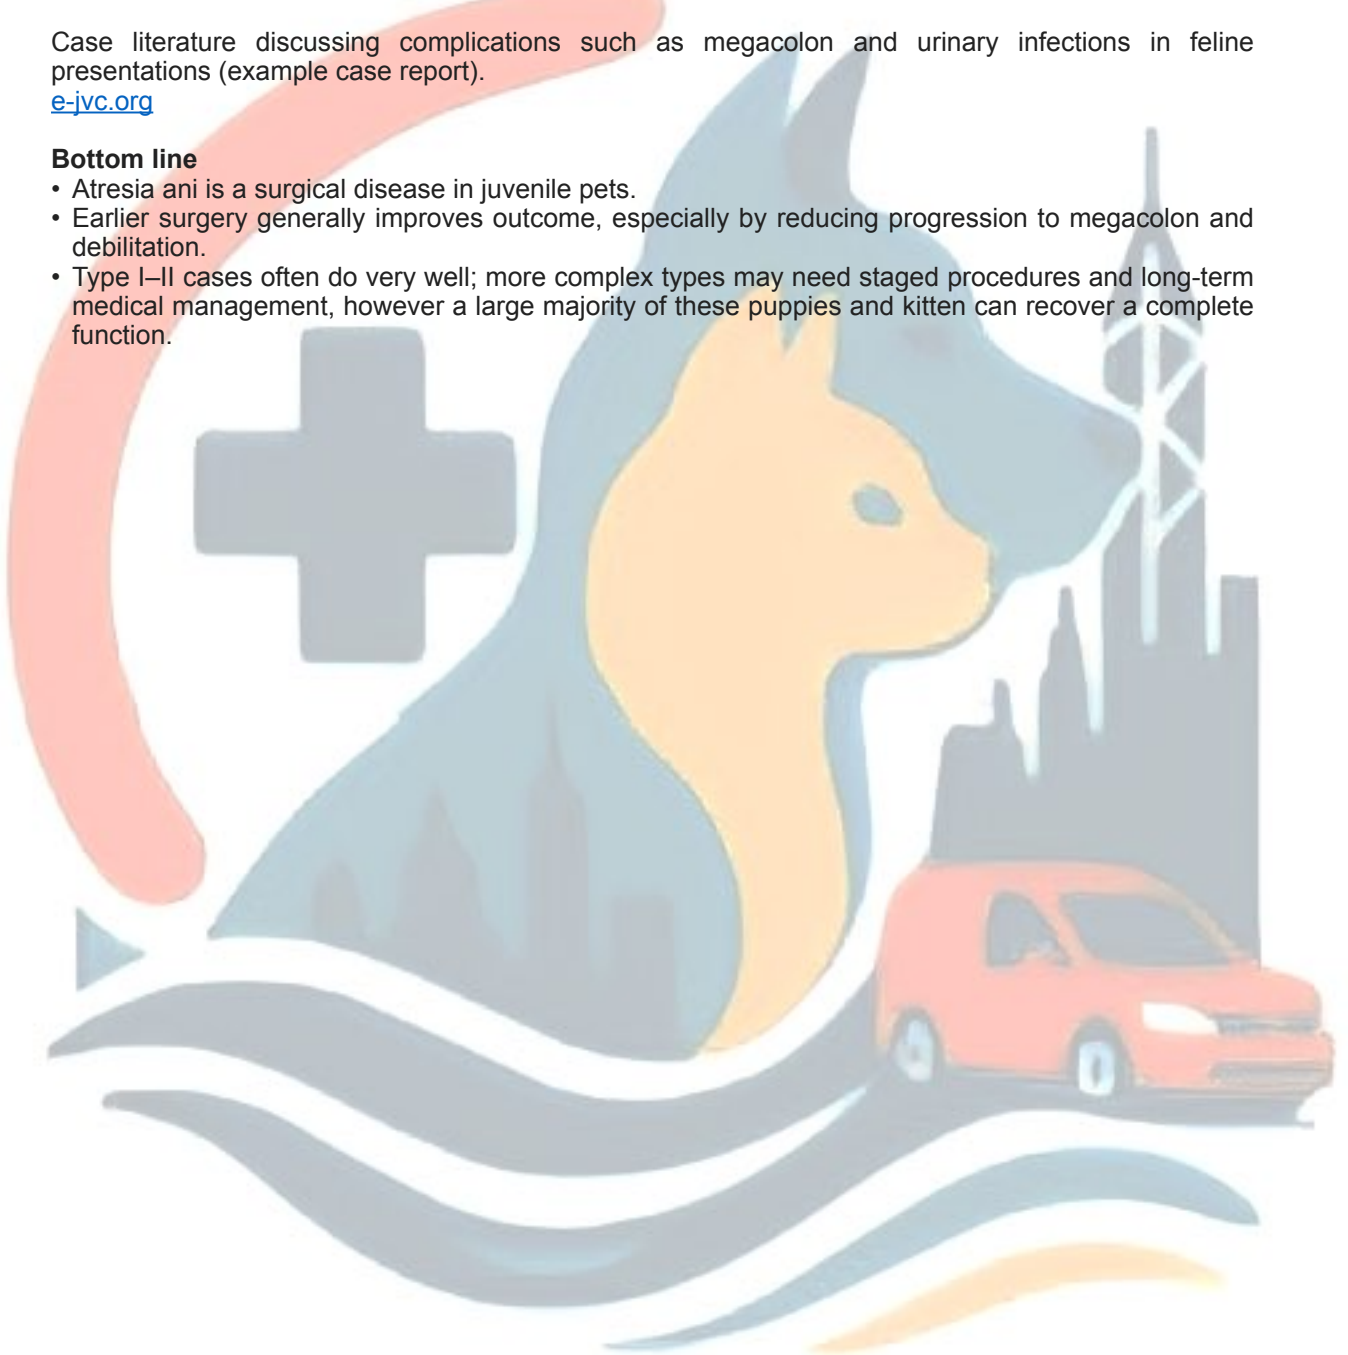 Case literature discussing complications such as megacolon and urinary infections in feline
presentations (example case report).
e-jvc.org
Bottom line
• Atresia ani is a surgical disease in juvenile pets.
• Earlier surgery generally improves outcome, especially by reducing progression to megacolon and
debilitation.
• Type I–II cases often do very well; more complex types may need staged procedures and long-term
medical management, however a large majority of these puppies and kitten can recover a complete
function.